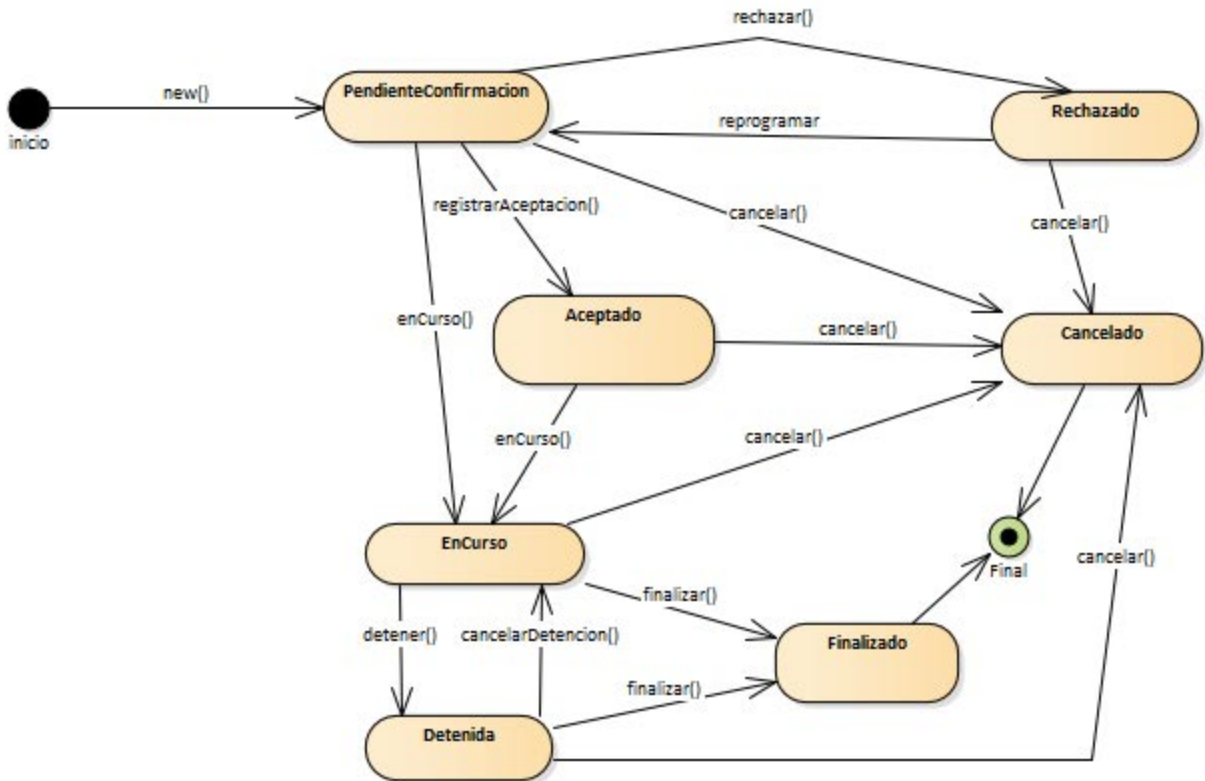 rechazar()
PendienteConfirmacion
new()
Rechazado
reprogramar
inicio
registrarAceptacion()
cancelar()
cancelar()
enCurso()
Aceptado
cancelar()
Cancelado
enCurso()
cancelar()
EnCurso
cancelar()
Final
finalizar()
detener()
cancelarDetencion()
Finalizado
finalizar()
Detenida